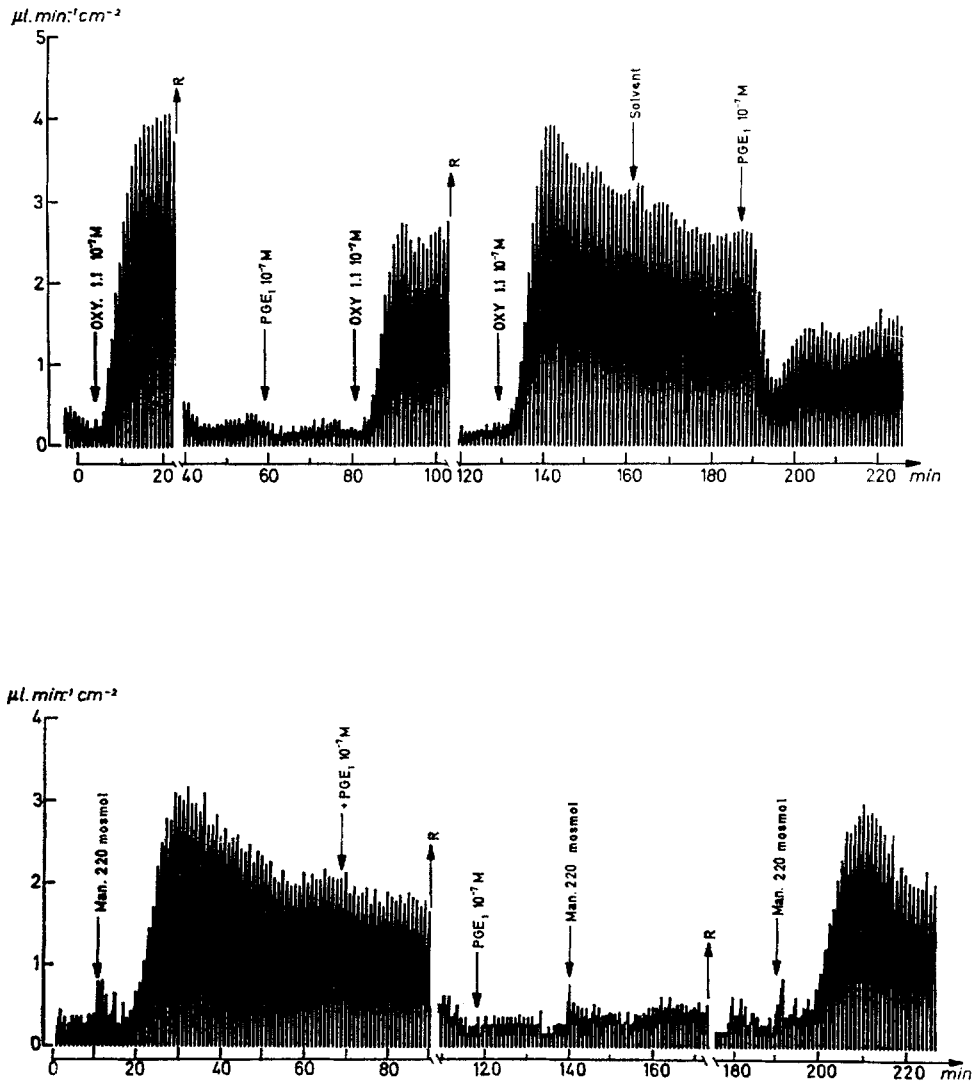 µl. min⁻¹ cm⁻²
5
4
3
2
1
0
OXY. 1.1 10⁻⁷M
R
PGE₁ 10⁻⁷M
OXY 1.1 10⁻⁷M
R
OXY 1.1 10⁻⁷M
Solvent
PGE₁ 10⁻⁷M
0 20 40 60 80 100 120 140 160 180 200 220 min
µl. min⁻¹ cm⁻²
4
3
2
1
0
Man. 220 mosmol
+ PGE₁ 10⁻⁷M
R
PGE₁ 10⁻⁷M
Man. 220 mosmol
R
Man. 220 mosmol
0 20 40 60 80 120 140 160 180 200 220 min